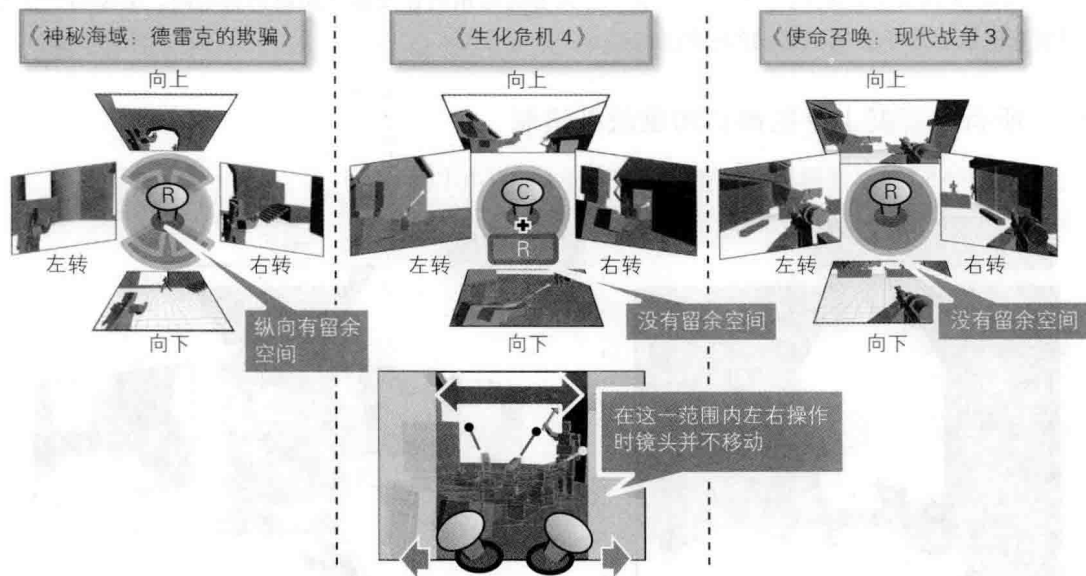 《神秘海域：德雷克的欺骗》
向上
R
左转
右转
纵向有留余
空间
向下
《生化危机4》
向上
C
R
左转
右转
没有留余空间
向下
在这一范围内左右操作
时镜头并不移动
《使命召唤：现代战争3》
向上
R
左转
右转
没有留余空间
向下